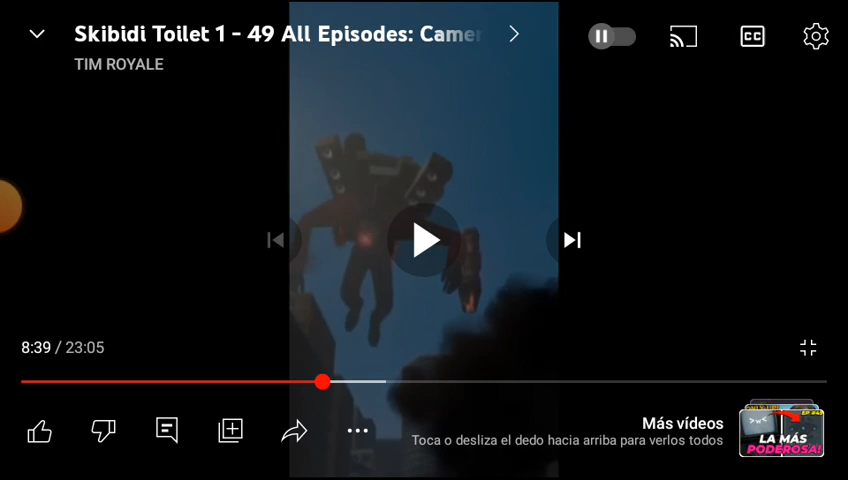 Skibidi Toilet 1 - 49 All Episodes: Camer
TIM ROYALE
CC
8:39 / 23:05
Más vídeos
Toca o desliza el dedo hacia arriba para verlos todos
LA MÁS
PODEROSA!